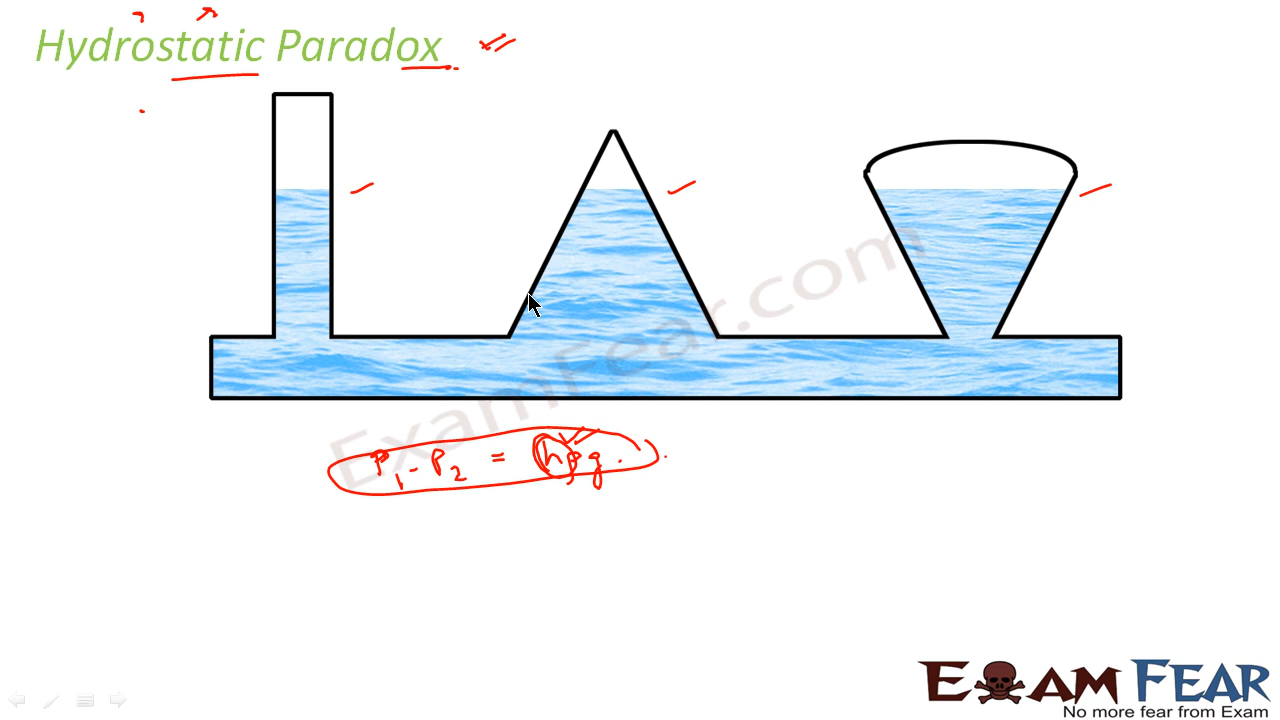 Hydrostatic Paradox
ExamFear.com
P₁ - P₂ = hρg.
EXAM FEAR
No more fear from Exam